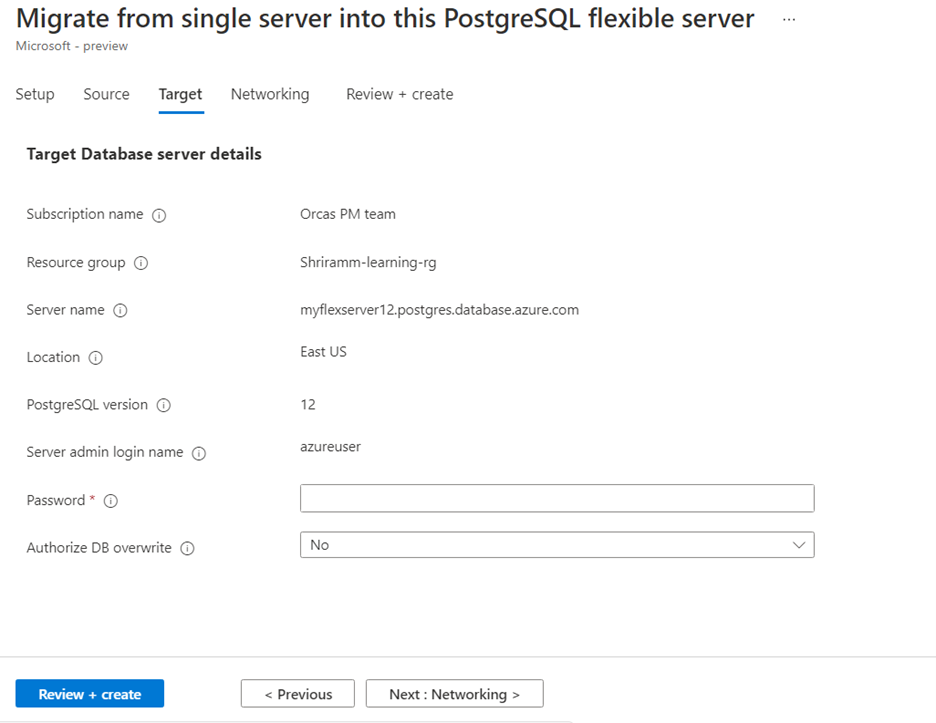 Migrate from single server into this PostgreSQL flexible server ...
Microsoft - preview
Setup Source Target Networking Review + create
Target Database server details
Subscription name Orcas PM team
Resource group Shriramm-learning-rg
Server name myflexserver12.postgres.database.azure.com
Location East US
PostgreSQL version 12
Server admin login name azureuser
Password *
Authorize DB overwrite No
Review + create < Previous Next : Networking >